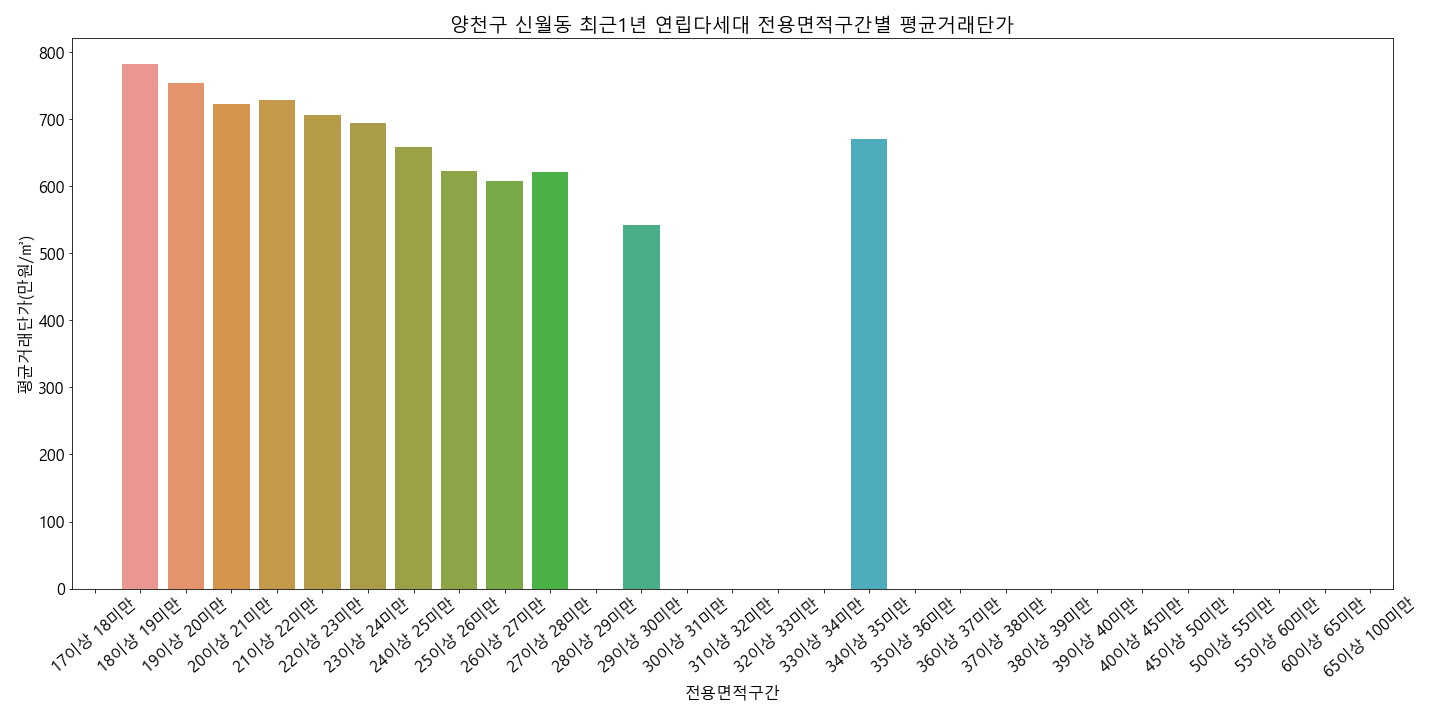 양천구 신월동 최근1년 연립다세대 전용면적구간별 평균거래단가
평균거래단가(만원/㎡)
800
700
600
500
400
300
200
100
0
17이상 18미만
18이상 19미만
19이상 20미만
20이상 21미만
21이상 22미만
22이상 23미만
23이상 24미만
24이상 25미만
25이상 26미만
26이상 27미만
27이상 28미만
28이상 29미만
29이상 30미만
30이상 31미만
31이상 32미만
32이상 33미만
33이상 34미만
34이상 35미만
35이상 36미만
36이상 37미만
37이상 38미만
38이상 39미만
39이상 40미만
40이상 45미만
45이상 50미만
50이상 55미만
55이상 60미만
60이상 65미만
65이상 100미만
전용면적구간